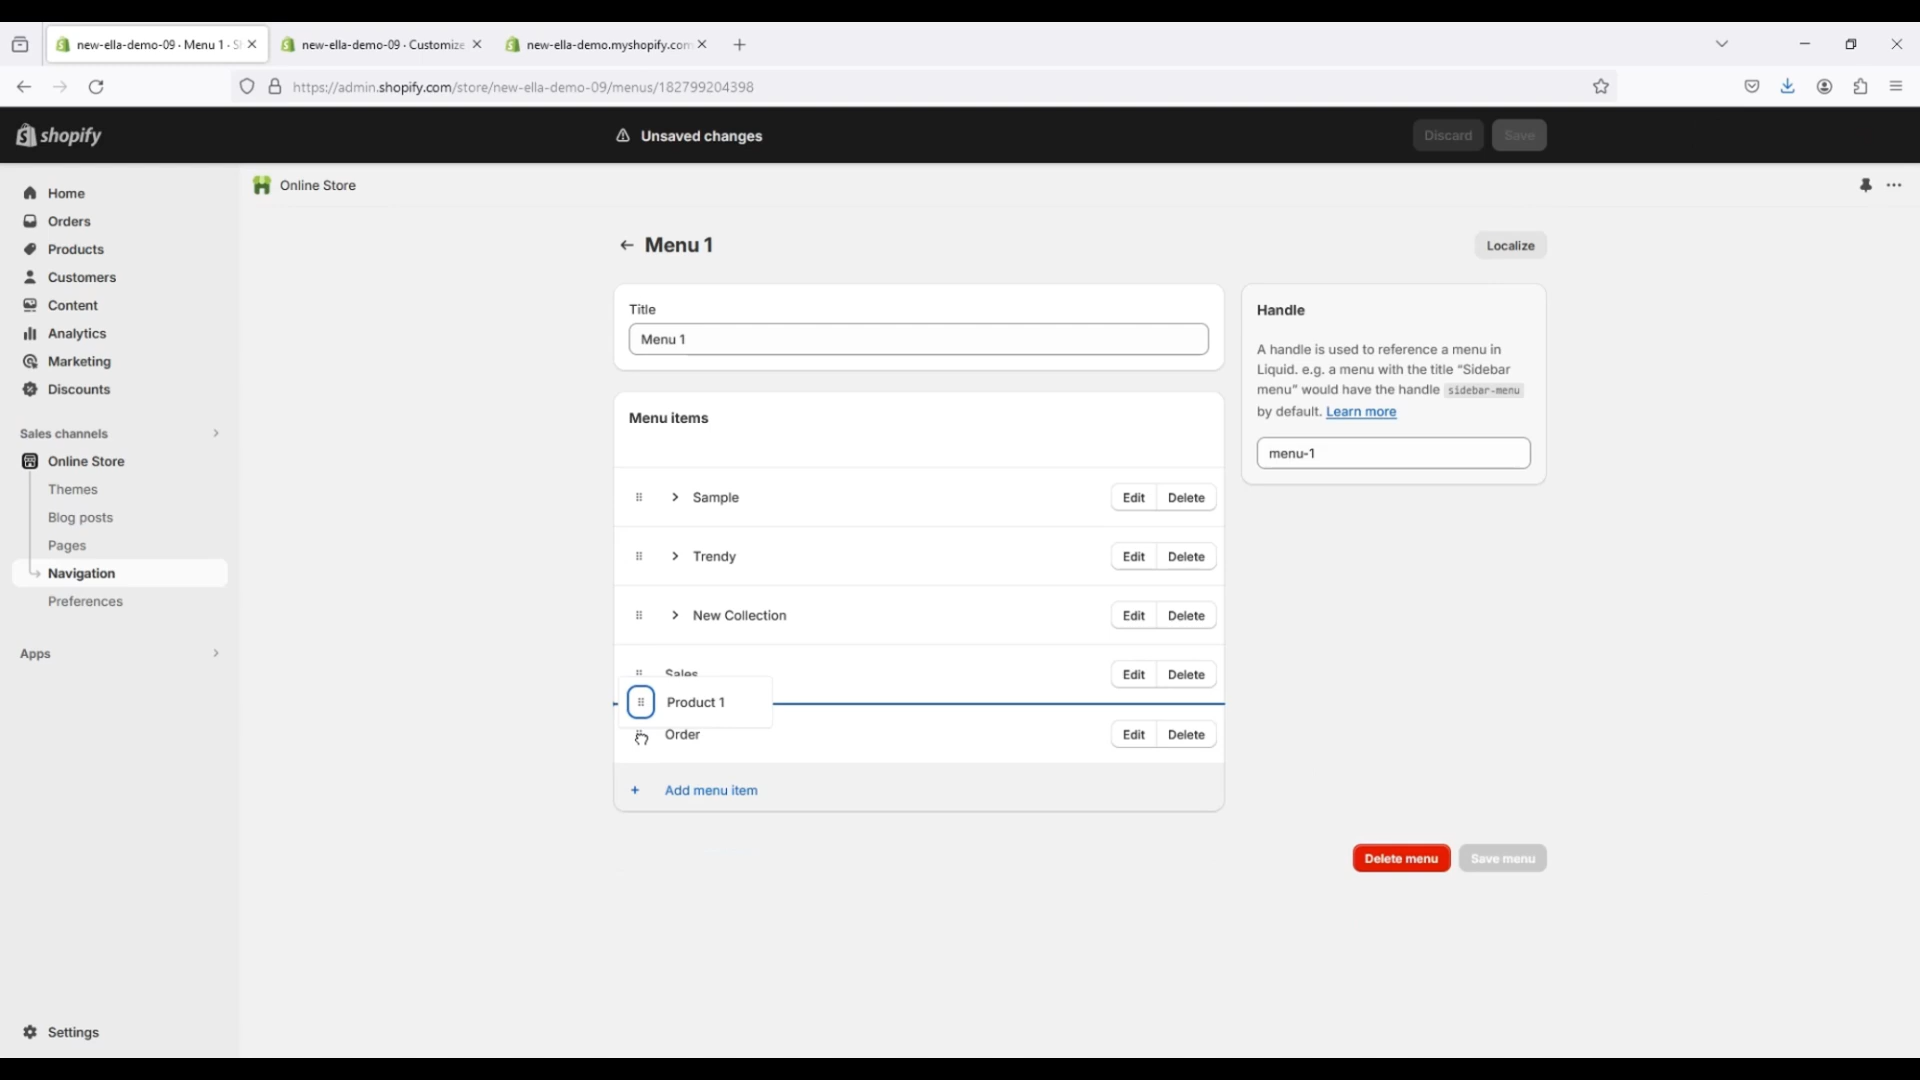 new-ella-demo-09 · Menu 1 · S
new-ella-demo-09 · Customize
new-ella-demo.myshopify.com
https://admin.shopify.com/store/new-ella-demo-09/menus/182799204398
shopify
Unsaved changes
Discard
Save
Home
Orders
Products
Customers
Content
Analytics
Marketing
Discounts
Sales channels
Online Store
Themes
Blog posts
Pages
Navigation
Preferences
Apps
Settings
Online Store
Menu 1
Localize
Title
Menu 1
Menu items
Sample
Edit
Delete
Trendy
Edit
Delete
New Collection
Edit
Delete
Sales
Edit
Delete
Product 1
Order
Edit
Delete
+ Add menu item
Handle
A handle is used to reference a menu in
Liquid. e.g. a menu with the title “Sidebar
menu” would have the handle sidebar-menu
by default. Learn more
menu-1
Delete menu
Save menu